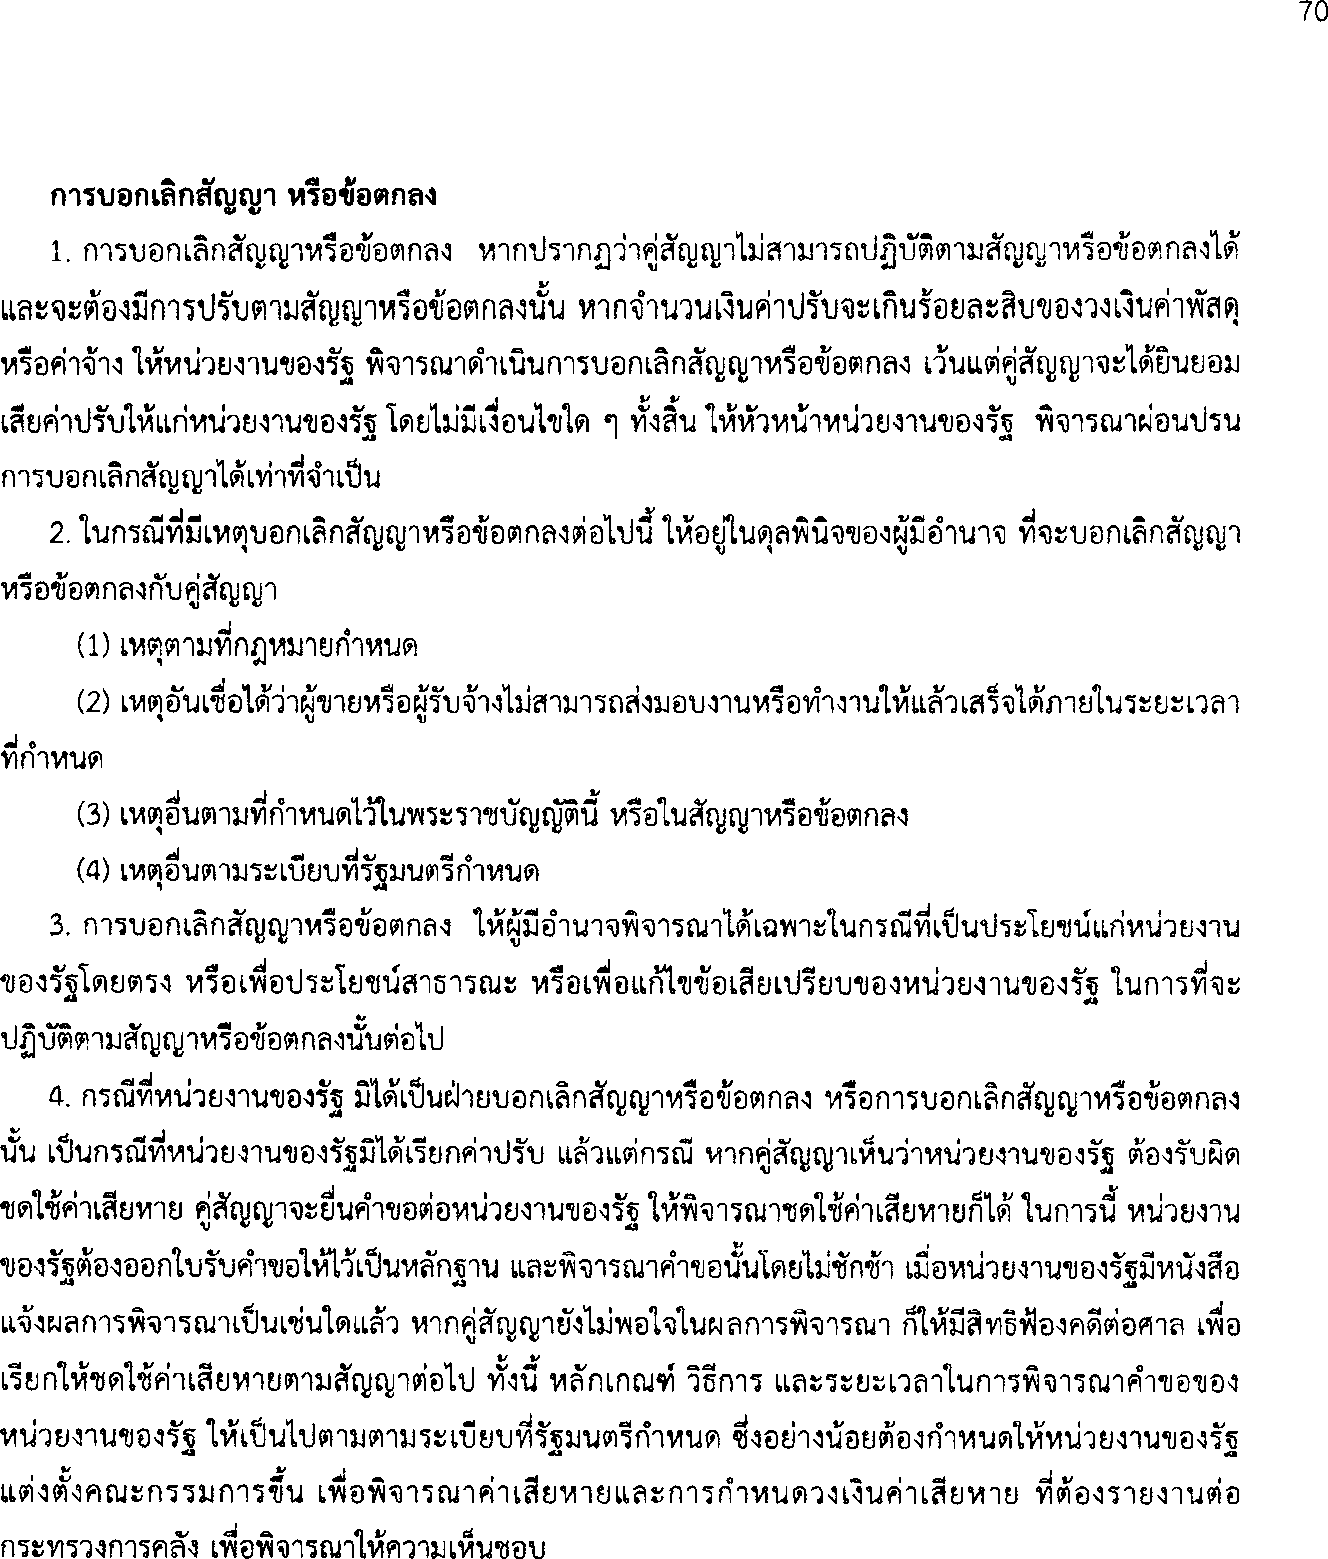 70
การบอกเลิกสัญญา หรือข้อตกลง
1. การบอกเลิกสัญญาหรือข้อตกลง หากปรากฏว่าคู่สัญญาไม่สามารถปฏิบัติตามสัญญาหรือข้อตกลงได้
และจะต้องมีการปรับตามสัญญาหรือข้อตกลงนั้น หากจำนวนเงินค่าปรับจะเกินร้อยละสิบของวงเงินค่าพัสดุ
หรือค่าจ้าง ให้หน่วยงานของรัฐ พิจารณาดำเนินการบอกเลิกสัญญาหรือข้อตกลง เว้นแต่คู่สัญญาจะได้ยินยอม
เสียค่าปรับให้แก่หน่วยงานของรัฐ โดยไม่มีเงื่อนไขใด ๆ ทั้งสิ้น ให้หัวหน้าหน่วยงานของรัฐ พิจารณาผ่อนปรน
การบอกเลิกสัญญาได้เท่าที่จำเป็น
2. ในกรณีที่มีเหตุบอกเลิกสัญญาหรือข้อตกลงต่อไปนี้ ให้อยู่ในดุลพินิจของผู้มีอำนาจ ที่จะบอกเลิกสัญญา
หรือข้อตกลงกับคู่สัญญา
(1) เหตุตามที่กฎหมายกำหนด
(2) เหตุอันเชื่อได้ว่าผู้ขายหรือผู้รับจ้างไม่สามารถส่งมอบงานหรือทำงานให้แล้วเสร็จได้ภายในระยะเวลา
ที่กำหนด
(3) เหตุอื่นตามที่กำหนดไว้ในพระราชบัญญัตินี้ หรือในสัญญาหรือข้อตกลง
(4) เหตุอื่นตามระเบียบที่รัฐมนตรีกำหนด
3. การบอกเลิกสัญญาหรือข้อตกลง ให้ผู้มีอำนาจพิจารณาได้เฉพาะในกรณีที่เป็นประโยชน์แก่หน่วยงาน
ของรัฐโดยตรง หรือเพื่อประโยชน์สาธารณะ หรือเพื่อแก้ไขข้อเสียเปรียบของหน่วยงานของรัฐ ในการที่จะ
ปฏิบัติตามสัญญาหรือข้อตกลงนั้นต่อไป
4. กรณีที่หน่วยงานของรัฐ มิได้เป็นฝ่ายบอกเลิกสัญญาหรือข้อตกลง หรือการบอกเลิกสัญญาหรือข้อตกลง
นั้น เป็นกรณีที่หน่วยงานของรัฐมิได้เรียกค่าปรับ แล้วแต่กรณี หากคู่สัญญาเห็นว่าหน่วยงานของรัฐ ต้องรับผิด
ชดใช้ค่าเสียหาย คู่สัญญาจะยื่นคำขอต่อหน่วยงานของรัฐ ให้พิจารณาชดใช้ค่าเสียหายก็ได้ ในการนี้ หน่วยงาน
ของรัฐต้องออกใบรับคำขอให้ไว้เป็นหลักฐาน และพิจารณาคำขอนั้นโดยไม่ชักช้า เมื่อหน่วยงานของรัฐมีหนังสือ
แจ้งผลการพิจารณาเป็นเช่นใดแล้ว หากคู่สัญญายังไม่พอใจในผลการพิจารณา ก็ให้มีสิทธิฟ้องคดีต่อศาล เพื่อ
เรียกให้ชดใช้ค่าเสียหายตามสัญญาต่อไป ทั้งนี้ หลักเกณฑ์ วิธีการ และระยะเวลาในการพิจารณาคำขอของ
หน่วยงานของรัฐ ให้เป็นไปตามตามระเบียบที่รัฐมนตรีกำหนด ซึ่งอย่างน้อยต้องกำหนดให้หน่วยงานของรัฐ
แต่งตั้งคณะกรรมการขึ้น เพื่อพิจารณาค่าเสียหายและการกำหนดวงเงินค่าเสียหาย ที่ต้องรายงานต่อ
กระทรวงการคลัง เพื่อพิจารณาให้ความเห็นชอบ